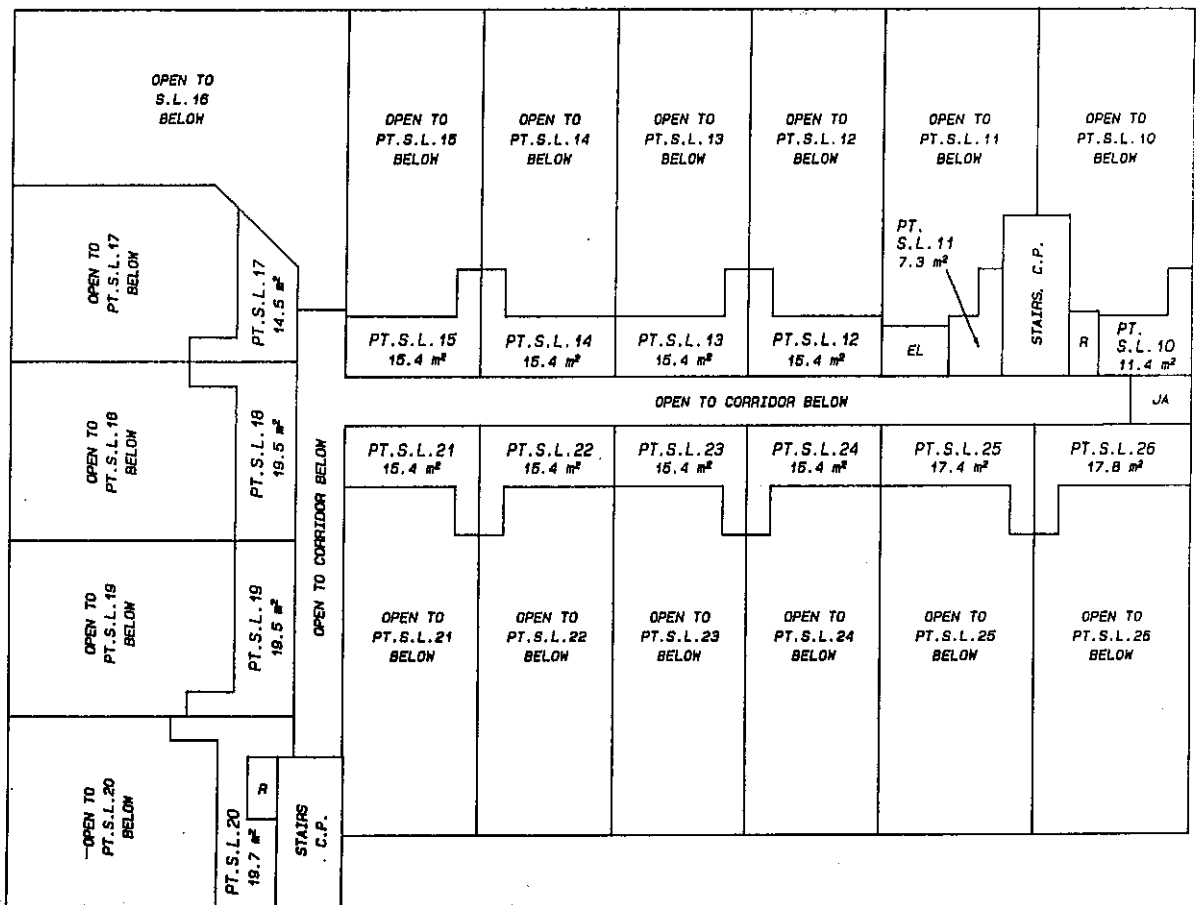 OPEN TO
S.L.16
BELOW
OPEN TO
PT.S.L.15
BELOW
OPEN TO
PT.S.L.14
BELOW
OPEN TO
PT.S.L.13
BELOW
OPEN TO
PT.S.L.12
BELOW
OPEN TO
PT.S.L.11
BELOW
OPEN TO
PT.S.L.10
BELOW
OPEN TO
PT.S.L.17
BELOW
PT.S.L.17
14.5 m²
PT.S.L.15
15.4 m²
PT.S.L.14
15.4 m²
PT.S.L.13
15.4 m²
PT.S.L.12
15.4 m²
EL
PT.
S.L.11
7.3 m²
STAIRS. C.P.
R
PT.
S.L.10
11.4 m²
OPEN TO CORRIDOR BELOW
JA
OPEN TO
PT.S.L.18
BELOW
PT.S.L.18
19.5 m²
OPEN TO CORRIDOR BELOW
PT.S.L.21
15.4 m²
PT.S.L.22
15.4 m²
PT.S.L.23
15.4 m²
PT.S.L.24
15.4 m²
PT.S.L.25
17.4 m²
PT.S.L.26
17.8 m²
OPEN TO
PT.S.L.19
BELOW
PT.S.L.19
19.5 m²
OPEN TO
PT.S.L.21
BELOW
OPEN TO
PT.S.L.22
BELOW
OPEN TO
PT.S.L.23
BELOW
OPEN TO
PT.S.L.24
BELOW
OPEN TO
PT.S.L.25
BELOW
OPEN TO
PT.S.L.26
BELOW
OPEN TO
PT.S.L.20
BELOW
PT.S.L.20
19.7 m²
R
STAIRS
C.P.